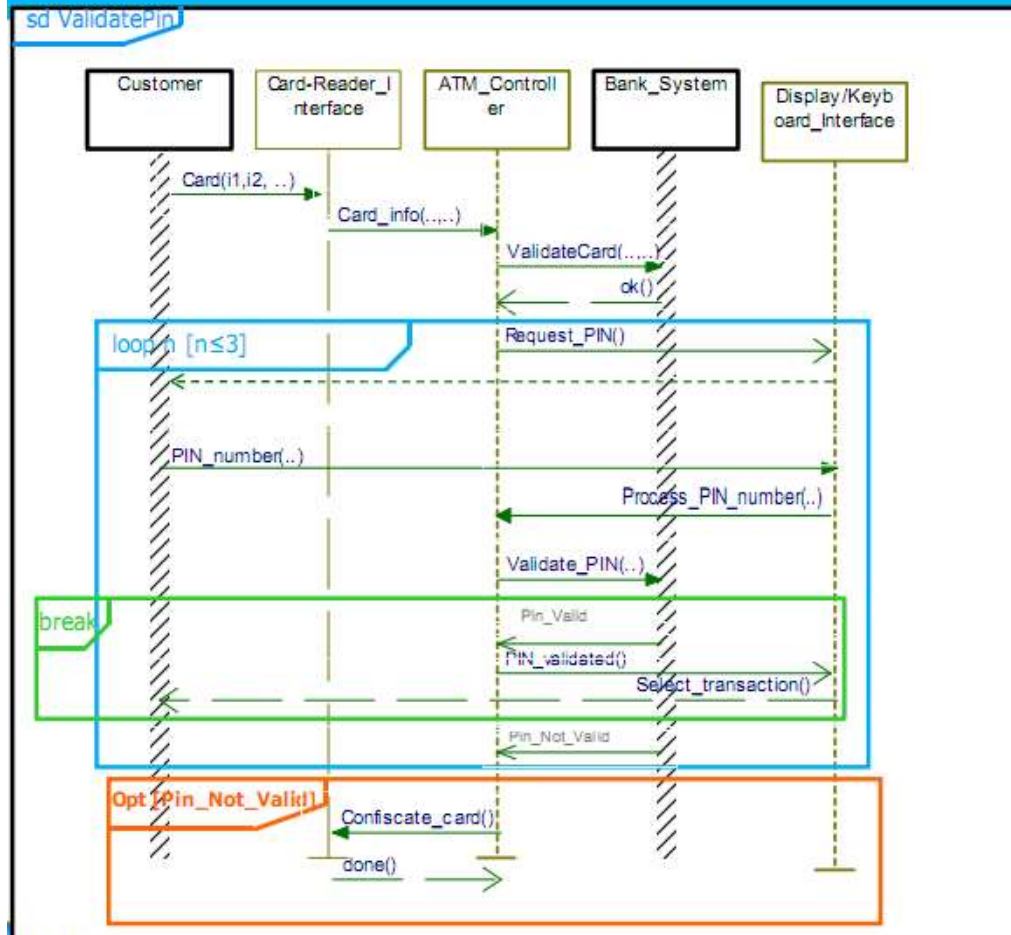 sd ValidatePin
Customer
Card-Reader_I
nterface
ATM_Controll
er
Bank_System
Display/Keyb
oard_Interface
Card(i1,i2, ..)
Card_info(..,..)
ValidateCard(..,..)
ok()
loop n [n≤3]
Request_PIN()
PIN_number(..)
Process_PIN_number(..)
Validate_PIN(..)
break
Pin_Valid
PIN_validated()
Select_transaction()
Pin_Not_Valid
Opt [Pin_Not_Valid]
Confiscate_card()
done()